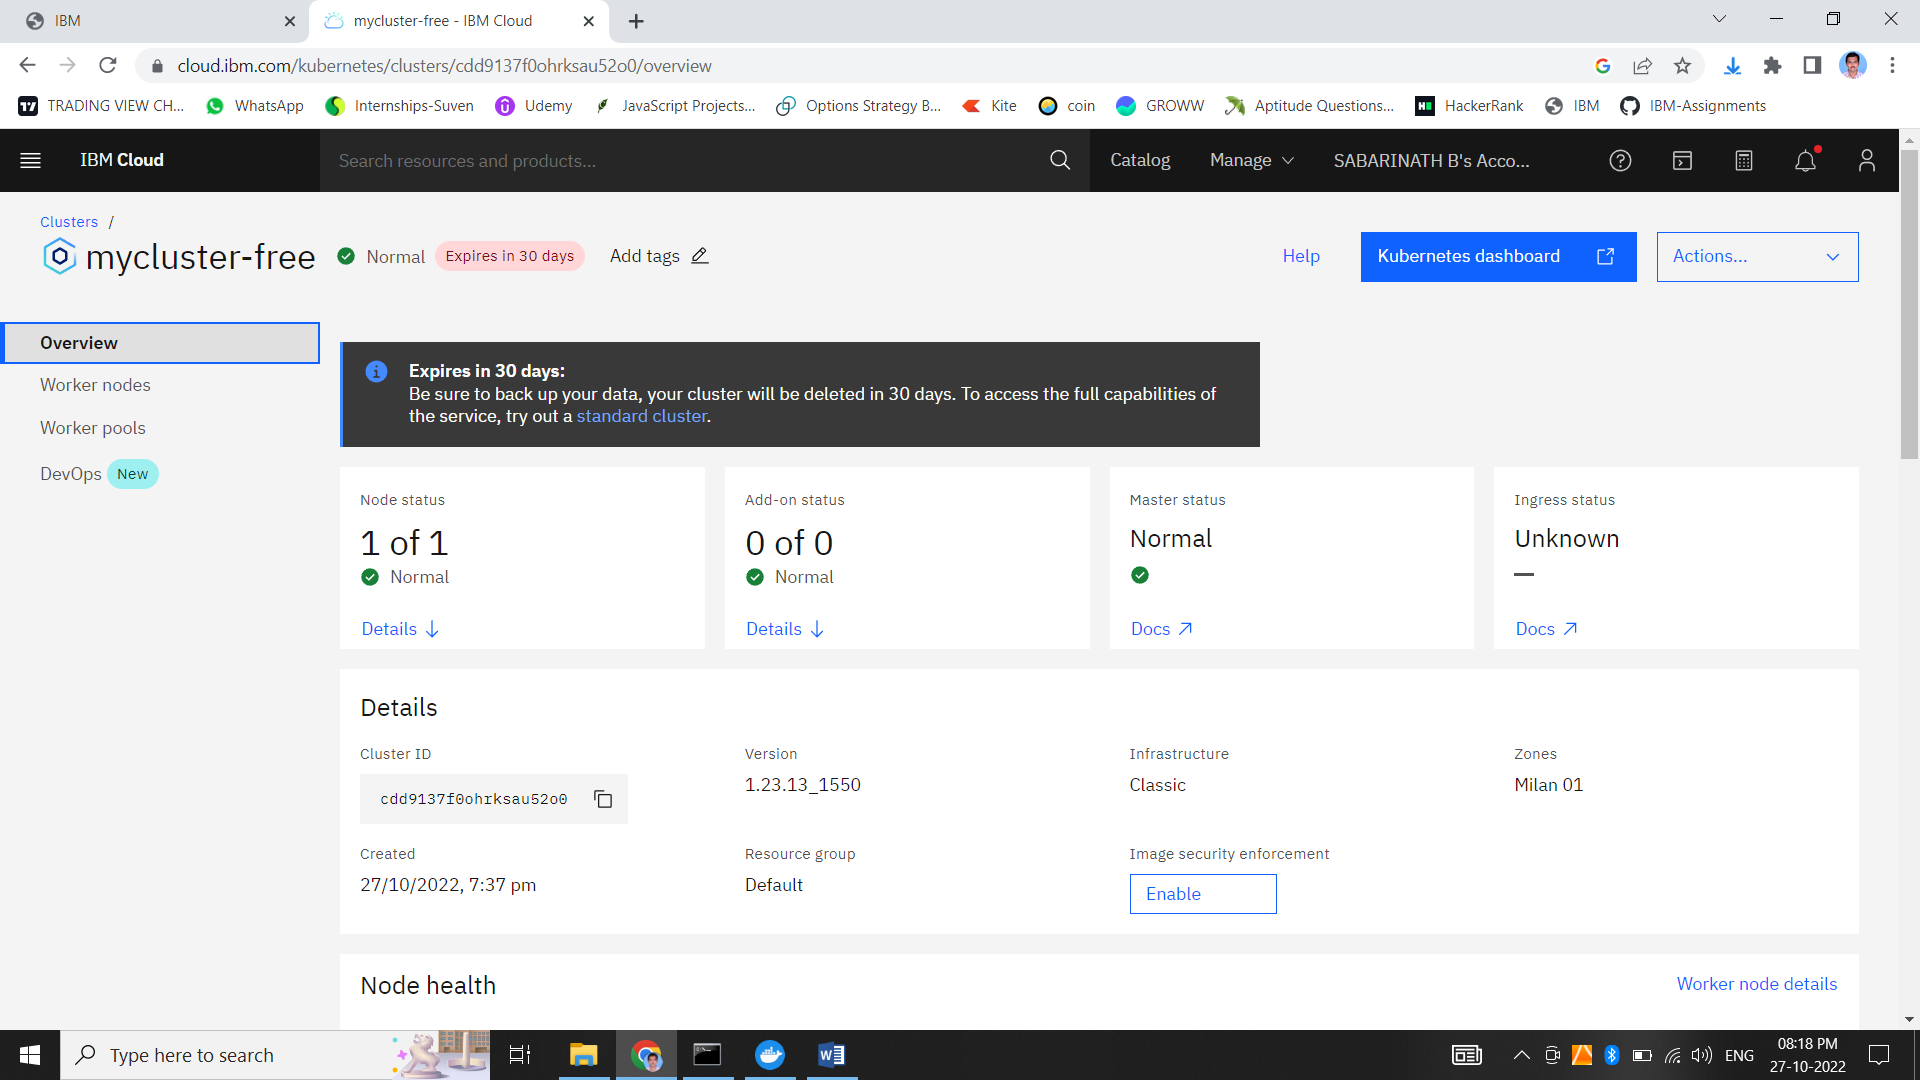 IBM
mycluster-free - IBM Cloud
cloud.ibm.com/kubernetes/clusters/cdd9137f0ohrksau52o0/overview
TRADING VIEW CH... WhatsApp Internships-Suven Udemy JavaScript Projects... Options Strategy B... Kite coin GROWW Aptitude Questions... HackerRank IBM IBM-Assignments
IBM Cloud Search resources and products... Catalog Manage SABARINATH B's Acco...
Clusters /
mycluster-free Normal Expires in 30 days Add tags Help Kubernetes dashboard Actions...
Overview
Worker nodes
Worker pools
DevOps New
Expires in 30 days:
Be sure to back up your data, your cluster will be deleted in 30 days. To access the full capabilities of
the service, try out a standard cluster.
Node status
1 of 1
Normal
Details
Add-on status
0 of 0
Normal
Details
Master status
Normal
Docs
Ingress status
Unknown
–
Docs
Details
Cluster ID
cdd9137f0ohrksau52o0
Version
1.23.13_1550
Infrastructure
Classic
Zones
Milan 01
Created
27/10/2022, 7:37 pm
Resource group
Default
Image security enforcement
Enable
Node health
Worker node details
Type here to search
ENG
08:18 PM
27-10-2022